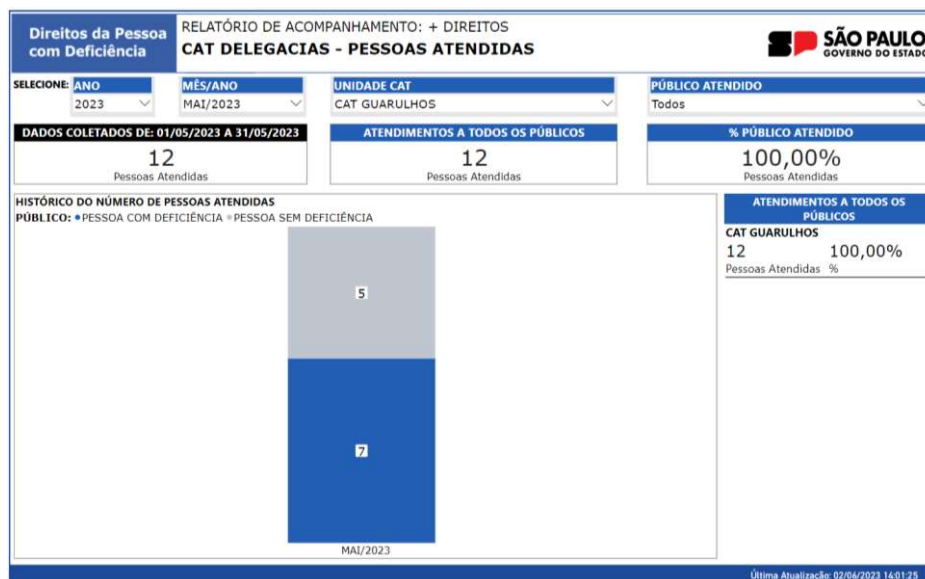 Direitos da Pessoa
com Deficiência
RELATÓRIO DE ACOMPANHAMENTO: + DIREITOS
CAT DELEGACIAS - PESSOAS ATENDIDAS
SÃO PAULO
GOVERNO DO ESTADO
SELECIONE:
ANO
2023
MÊS/ANO
MAI/2023
UNIDADE CAT
CAT GUARULHOS
PÚBLICO ATENDIDO
Todos
DADOS COLETADOS DE: 01/05/2023 A 31/05/2023
12
Pessoas Atendidas
ATENDIMENTOS A TODOS OS PÚBLICOS
12
Pessoas Atendidas
% PÚBLICO ATENDIDO
100,00%
Pessoas Atendidas
HISTÓRICO DO NÚMERO DE PESSOAS ATENDIDAS
PÚBLICO: PESSOA COM DEFICIÊNCIA PESSOA SEM DEFICIÊNCIA
5
7
MAI/2023
ATENDIMENTOS A TODOS OS
PÚBLICOS
CAT GUARULHOS
12 100,00%
Pessoas Atendidas %
Última Atualização: 02/06/2023 14:01:25